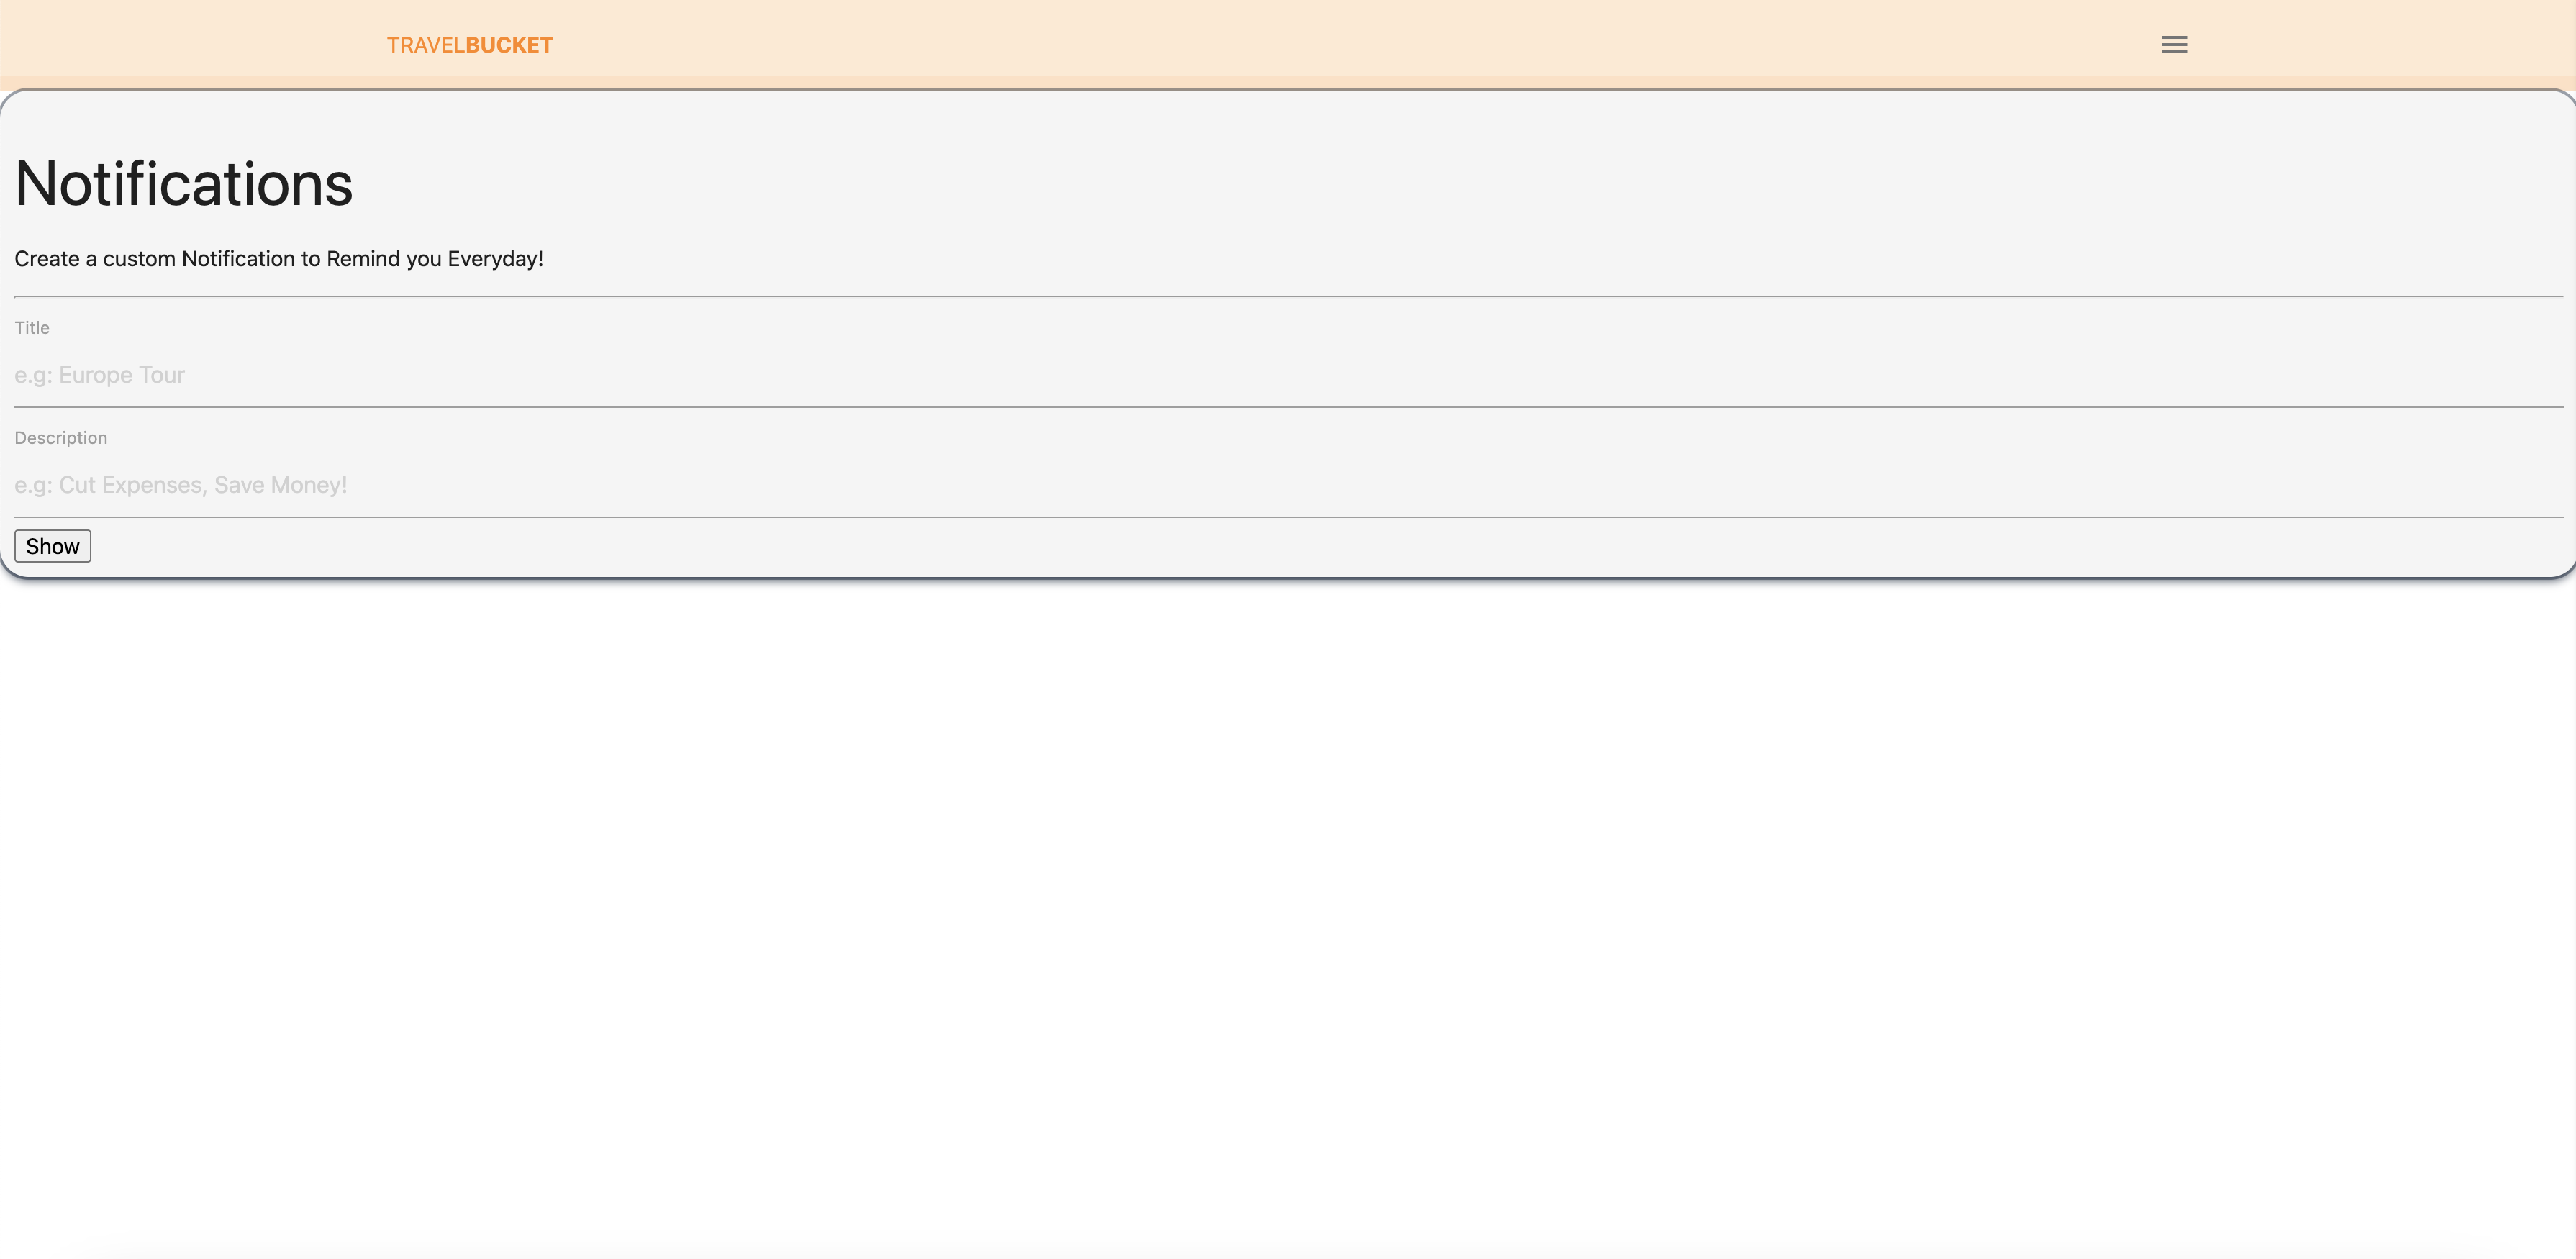 TRAVELBUCKET
Notifications
Create a custom Notification to Remind you Everyday!
Title
e.g: Europe Tour
Description
e.g: Cut Expenses, Save Money!
Show